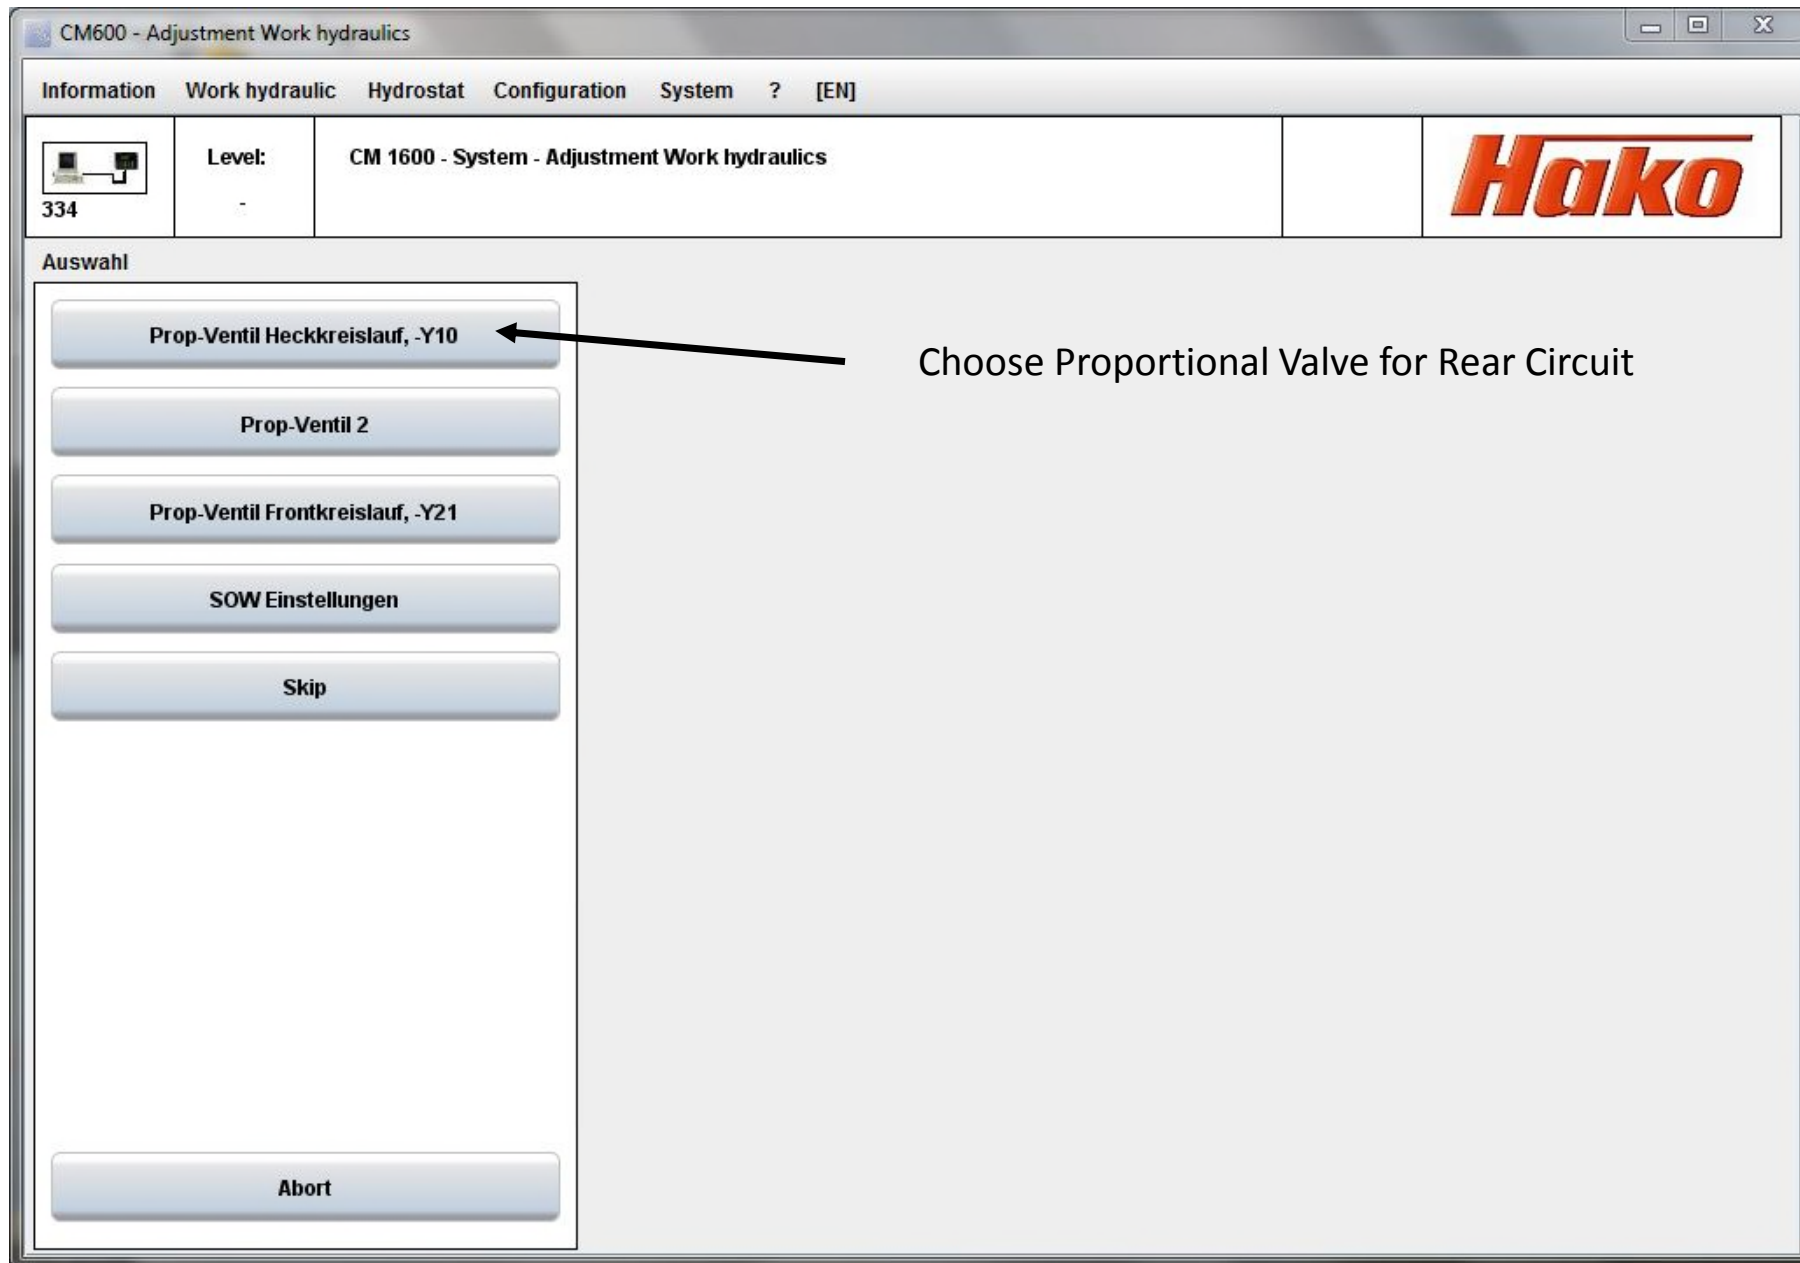 CM600 - Adjustment Work hydraulics
Information Work hydraulic Hydrostat Configuration System ? [EN]
334
Level:
-
CM 1600 - System - Adjustment Work hydraulics
Hako
Auswahl
Prop-Ventil Heckkreislauf, -Y10
Choose Proportional Valve for Rear Circuit
Prop-Ventil 2
Prop-Ventil Frontkreislauf, -Y21
SOW Einstellungen
Skip
Abort